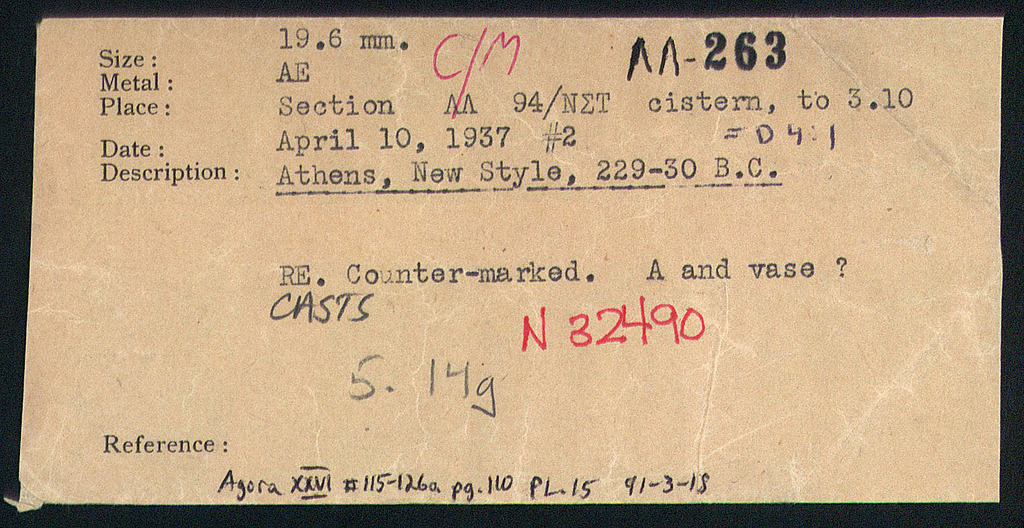 Size : 19.6 mm. C/M ΛΛ-263
Metal : AE
Place : Section ΛΛ 94/ΝΣΤ cistern, to 3.10
Date : April 10, 1937 #2 = D 4:1
Description : Athens, New Style, 229-30 B.C.
RE. Counter-marked. A and vase ?
CASTS
N 32490
5.14g
Reference :
Agora XXVI #115-126a pg.110 PL.15 91-3-18